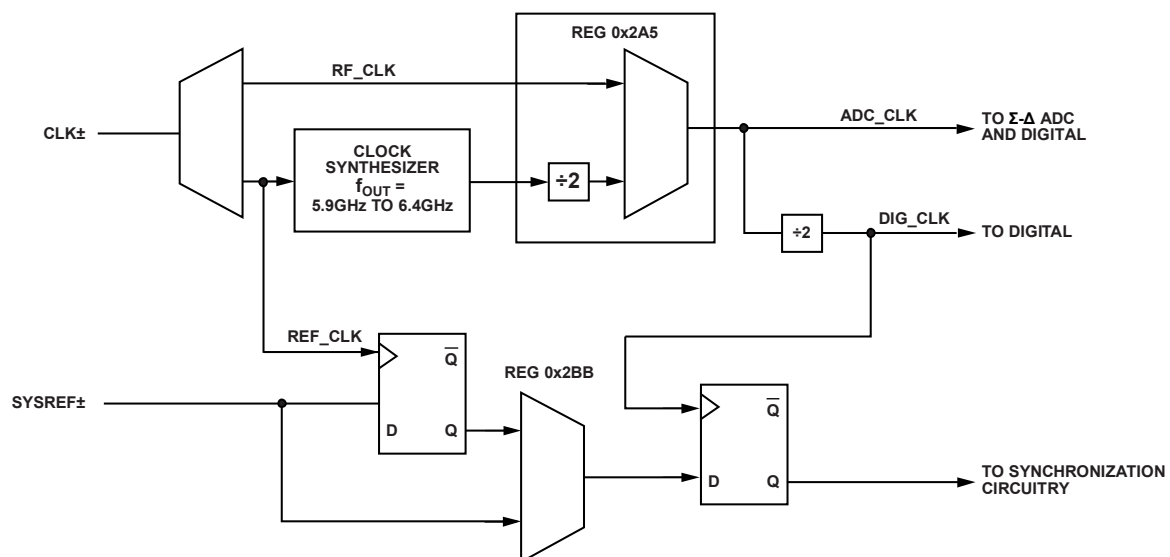 REG 0x2A5
RF_CLK
CLK±
CLOCK
SYNTHESIZER
fOUT =
5.9GHz TO 6.4GHz
÷2
ADC_CLK
TO Σ-Δ ADC
AND DIGITAL
÷2
DIG_CLK
TO DIGITAL
REF_CLK
Q
REG 0x2BB
SYSREF±
D
Q
Q
D
Q
TO SYNCHRONIZATION
CIRCUITRY